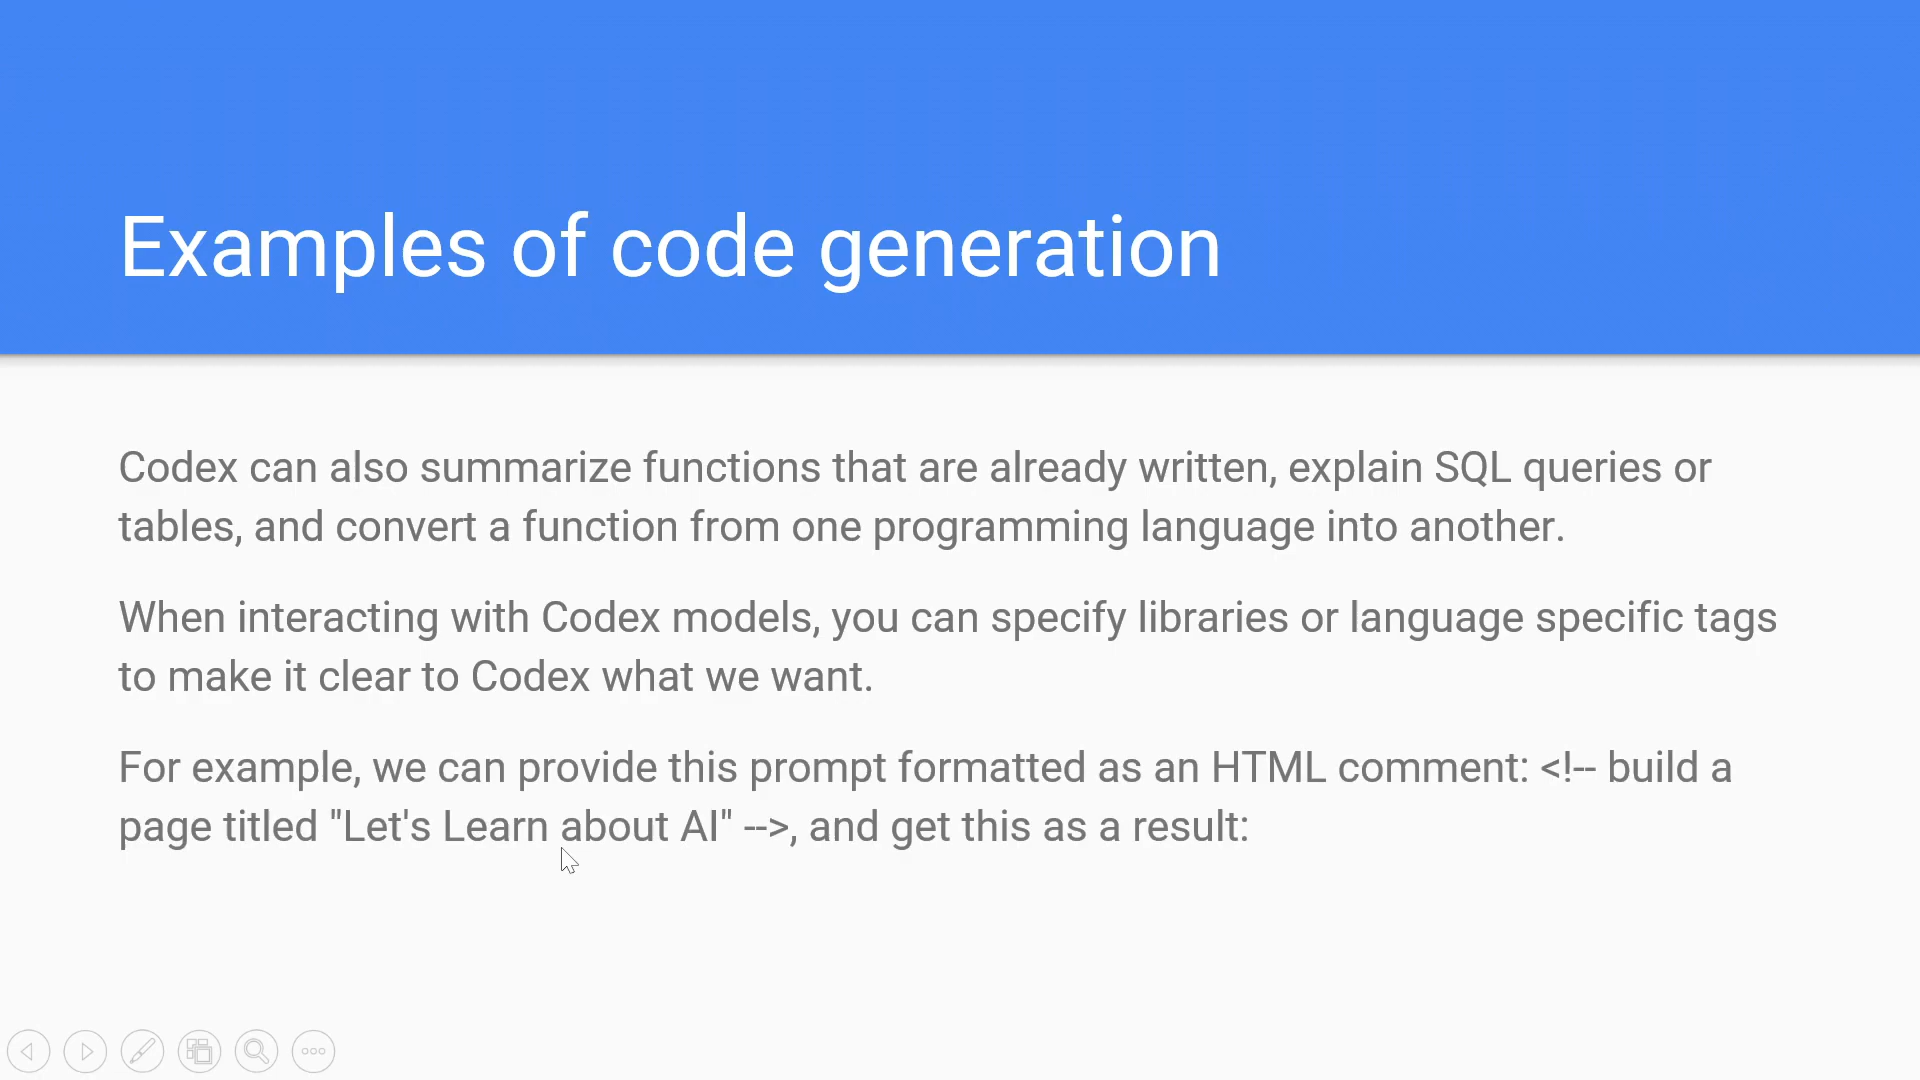 Examples of code generation
Codex can also summarize functions that are already written, explain SQL queries or
tables, and convert a function from one programming language into another.
When interacting with Codex models, you can specify libraries or language specific tags
to make it clear to Codex what we want.
For example, we can provide this prompt formatted as an HTML comment: <!-- build a
page titled "Let's Learn about AI" -->, and get this as a result: